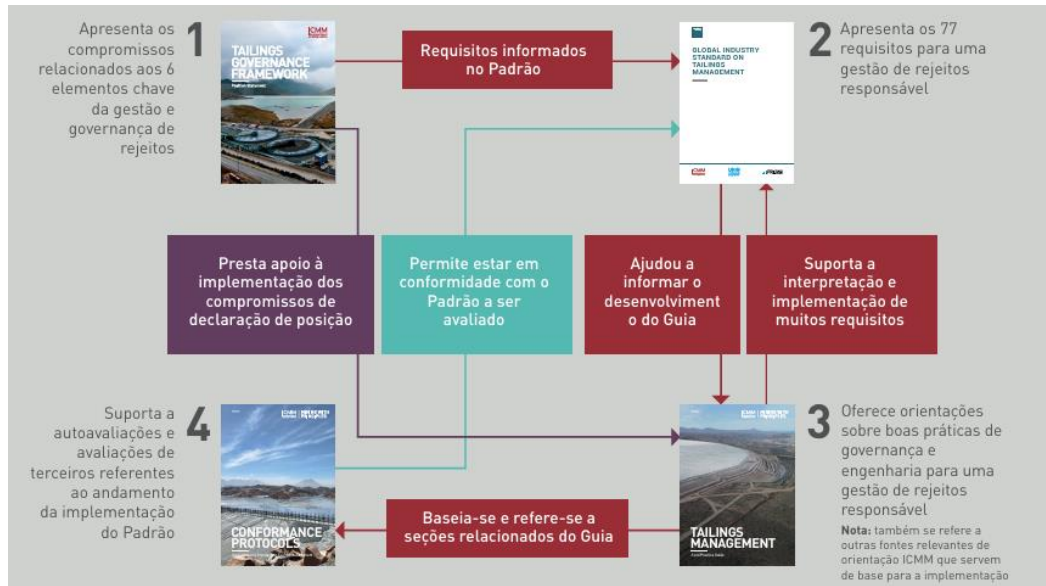 Apresenta os
compromissos
relacionados aos 6
elementos chave
da gestão e
governança de
rejeitos
1
ICMM
TAILINGS
GOVERNANCE
FRAMEWORK
Requisitos informados
no Padrão
GLOBAL INDUSTRY
STANDARD ON
TAILINGS
MANAGEMENT
ICMM
2
Apresenta os 77
requisitos para uma
gestão de rejeitos
responsável
Presta apoio à
implementação dos
compromissos de
declaração de posição
Permite estar em
conformidade com o
Padrão a ser
avaliado
Ajudou a
informar o
desenvolviment
o do Guia
Suporta a
interpretação e
implementação de
muitos requisitos
Suporta a
autoavaliações e
avaliações de
terceiros referentes
ao andamento
da implementação
do Padrão
4
ICMM
CONFORMANCE
PROTOCOLS
Baseia-se e refere-se a
seções relacionados do Guia
ICMM
TAILINGS
MANAGEMENT
3
Oferece orientações
sobre boas práticas de
governança e
engenharia para uma
gestão de rejeitos
responsável
Nota: também se refere a
outras fontes relevantes de
orientação ICMM que servem
de base para a implementação